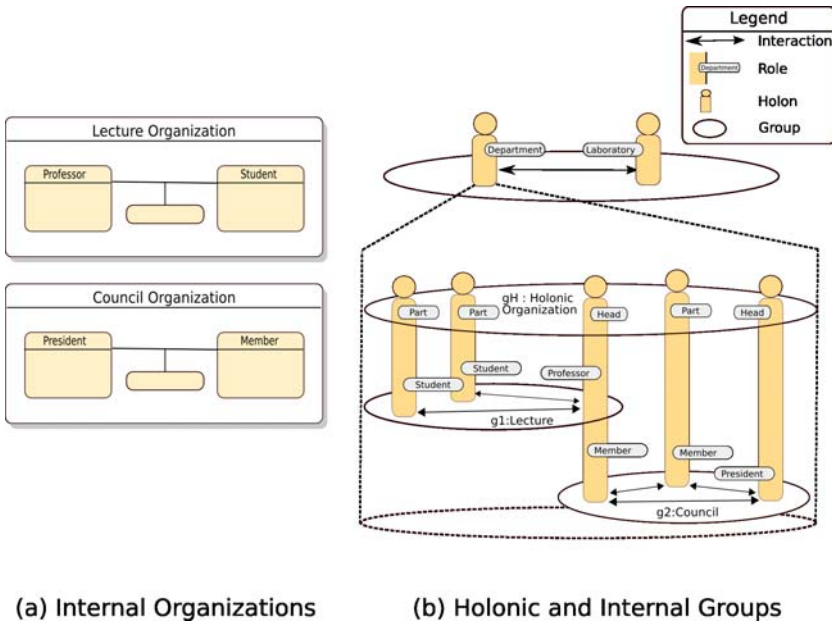 Legend
Interaction
Department
Role
Holon
Group
Lecture Organization
Professor
Student
Council Organization
President
Member
Department
Laboratory
gH : Holonic
Organization
Part
Part
Head
Part
Head
Student
Student
Professor
g1:Lecture
Member
Member
President
g2:Council
(a) Internal Organizations
(b) Holonic and Internal Groups